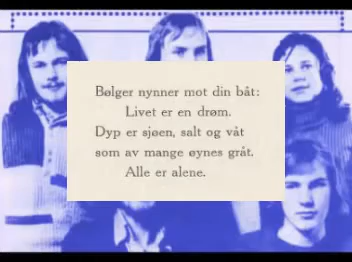 Bølger nynner mot din båt:
Livet er en drøm.
Dyp er sjøen, salt og våt
som av mange øynes gråt.
Alle er alene.